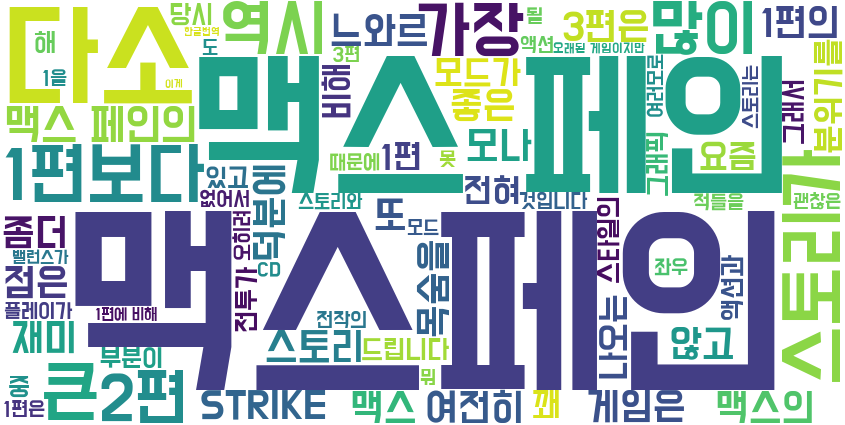 다소
해
당시
한글번역
도
역시
느와르
3편
가장
액션
될
3편은
오래된 게임이지만
많이
1편의
1을
이게
비해
모드가
좋은
맥스페인
여러모로
스토리는
그래서
분위기를
맥스 페인의
1편보다
있고
없어서
때문에
1편
못
모나
그래픽
요즘
스토리가
덕분에
스토리와
또
모드
전혀
것입니다
적들을
괜찮은
좀더
밸런스가
점은
플레이가
맥스페인
오히려
전투가
CD
목숨을
스타일의
좌우
액션과
1편에 비해
재미
부분이
전작의
스토리
드립니다
나오는
않고
중
1편은
큰
2편
STRIKE
뭐
맥스
여전히
꽤
게임은
맥스의